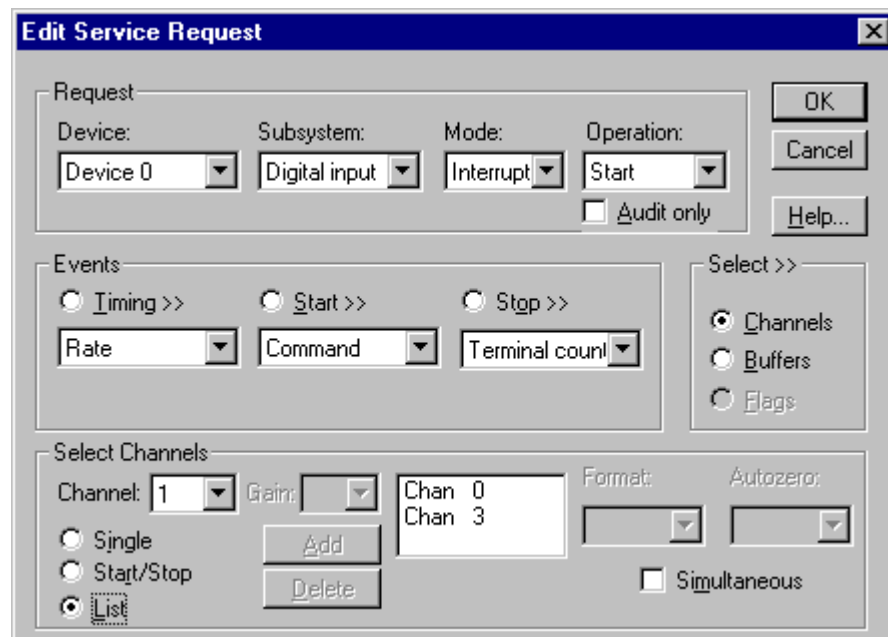 Edit Service Request
Request
Device: Subsystem: Mode: Operation:
Device 0 Digital input Interrupt Start
Audit only
OK
Cancel
Help...
Events
Timing >> Start >> Stop >>
Rate Command Terminal count
Select >>
Channels
Buffers
Flags
Select Channels
Channel: 1 Gain: Chan 0 Format: Autozero:
Chan 3
Single Add
Start/Stop Delete Simultaneous
List